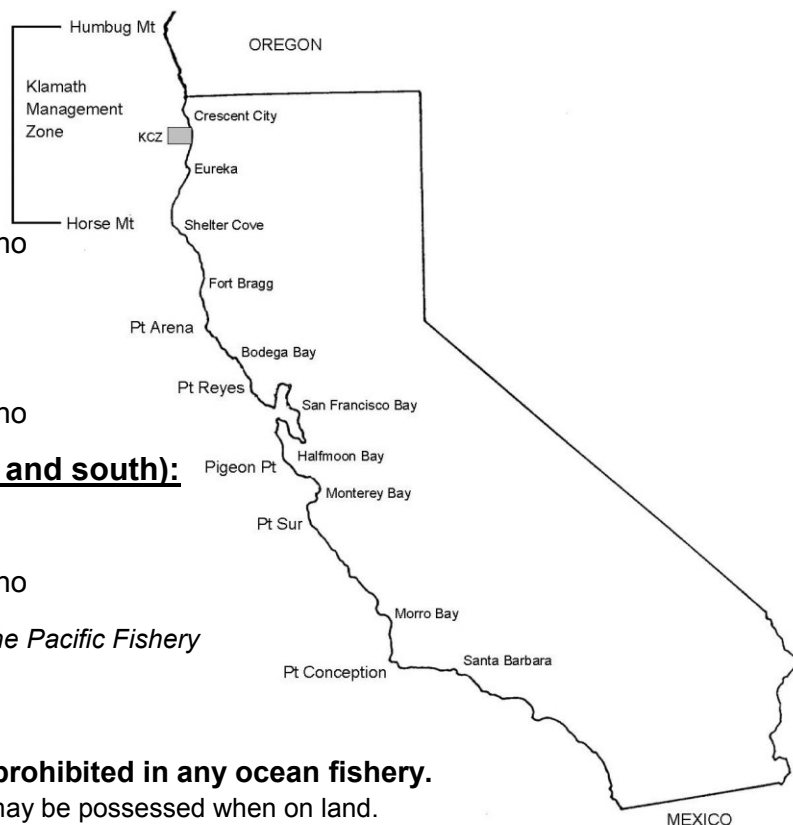 Humbug Mt
OREGON
Klamath
Management
Zone
Crescent City
KCZ
Eureka
Horse Mt
Shelter Cove
no
Fort Bragg
Pt Arena
Bodega Bay
Pt Reyes
San Francisco Bay
no
Halfmoon Bay
and south):
Pigeon Pt
Monterey Bay
Pt Sur
no
Morro Bay
ne Pacific Fishery
Santa Barbara
Pt Conception
prohibited in any ocean fishery.
may be possessed when on land.
MEXICO